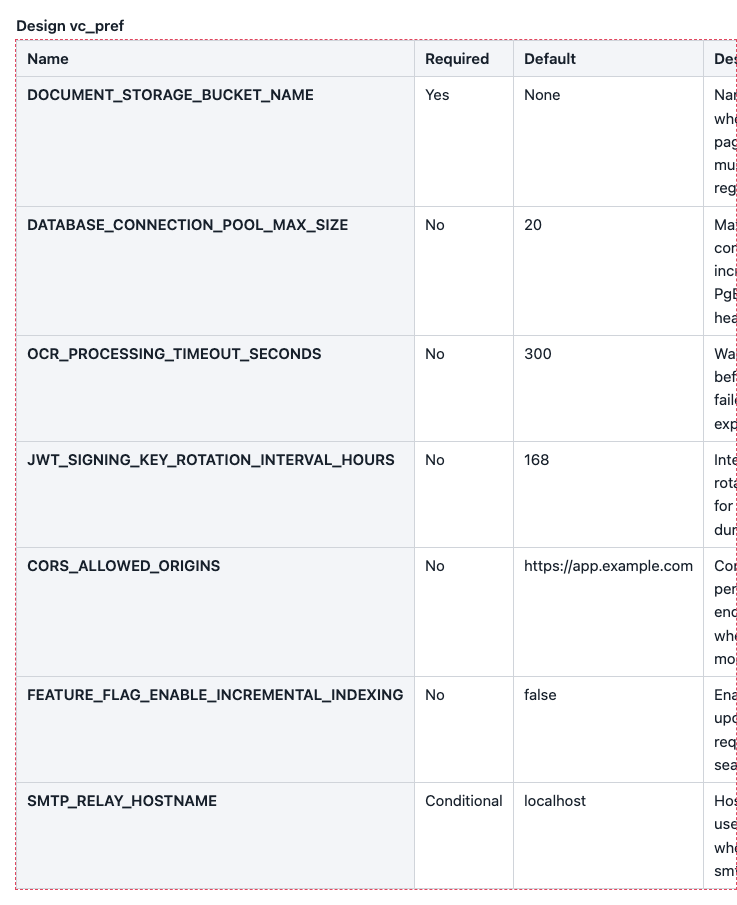 Design vc_pref
Name Required Default
DOCUMENT_STORAGE_BUCKET_NAME Yes None
DATABASE_CONNECTION_POOL_MAX_SIZE No 20
OCR_PROCESSING_TIMEOUT_SECONDS No 300
JWT_SIGNING_KEY_ROTATION_INTERVAL_HOURS No 168
for
CORS_ALLOWED_ORIGINS No https://app.example.com
FEATURE_FLAG_ENABLE_INCREMENTAL_INDEXING No false
SMTP_RELAY_HOSTNAME Conditional localhost